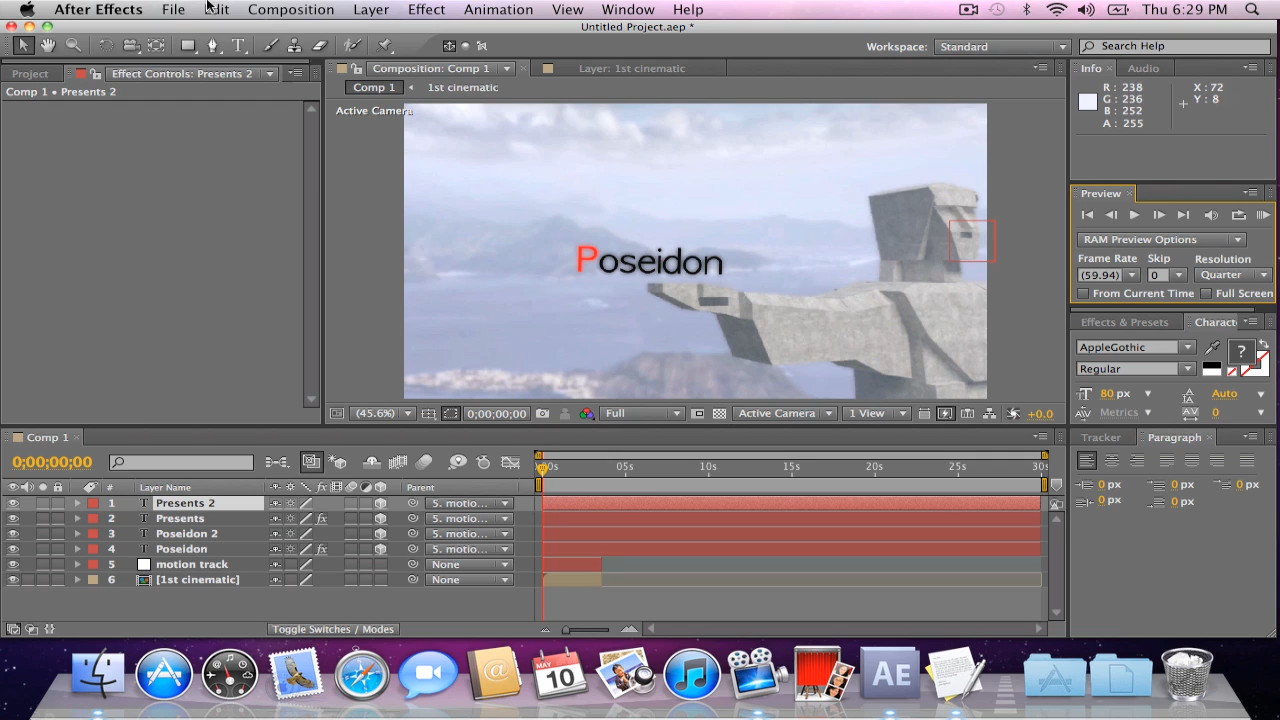 After Effects File Edit Composition Layer Effect Animation View Window Help Thu 6:29 PM
Untitled Project.aep *
Workspace: Standard Search Help
Project Effect Controls: Presents 2 Composition: Comp 1 Layer: 1st cinematic Info Audio
Comp 1 • Presents 2 Comp 1 1st cinematic
R : 238 X : 72
G : 236 Y : 8
B : 252
A : 255
Active Camera
Preview
RAM Preview Options
Frame Rate Skip Resolution
(59.94) 0 Quarter
From Current Time Full Screen
Poseidon
Effects & Presets Charact
AppleGothic
Regular
80 px Auto
Metrics 0
(45.6%) 0;00;00;00 Full Active Camera 1 View +0.0
Comp 1 Tracker Paragraph
0;00;00;00 05s 10s 15s 20s 25s 30s
# Layer Name Parent
0 px 0 px 0 px
0 px 0 px
1 T Presents 2 5. motio...
2 T Presents fx 5. motio...
3 T Poseidon 2 5. motio...
4 T Poseidon fx 5. motio...
5 motion track None
6 [1st cinematic] None
Toggle Switches / Modes
MAY
10
AE